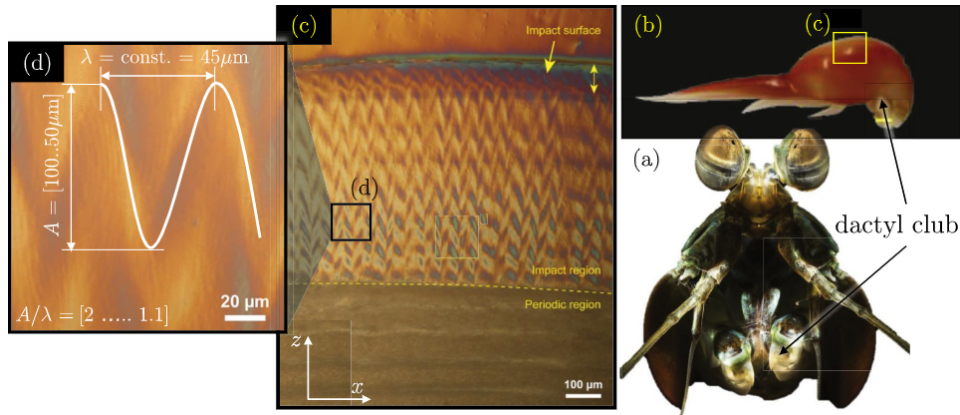 (d)
λ = const. = 45μm
A = [100..50μm]
A/λ = [2 ..... 1.1]
20 μm
(c)
Impact surface
(d)
Impact region
Periodic region
z
x
100 μm
(b)
(c)
(a)
dactyl club